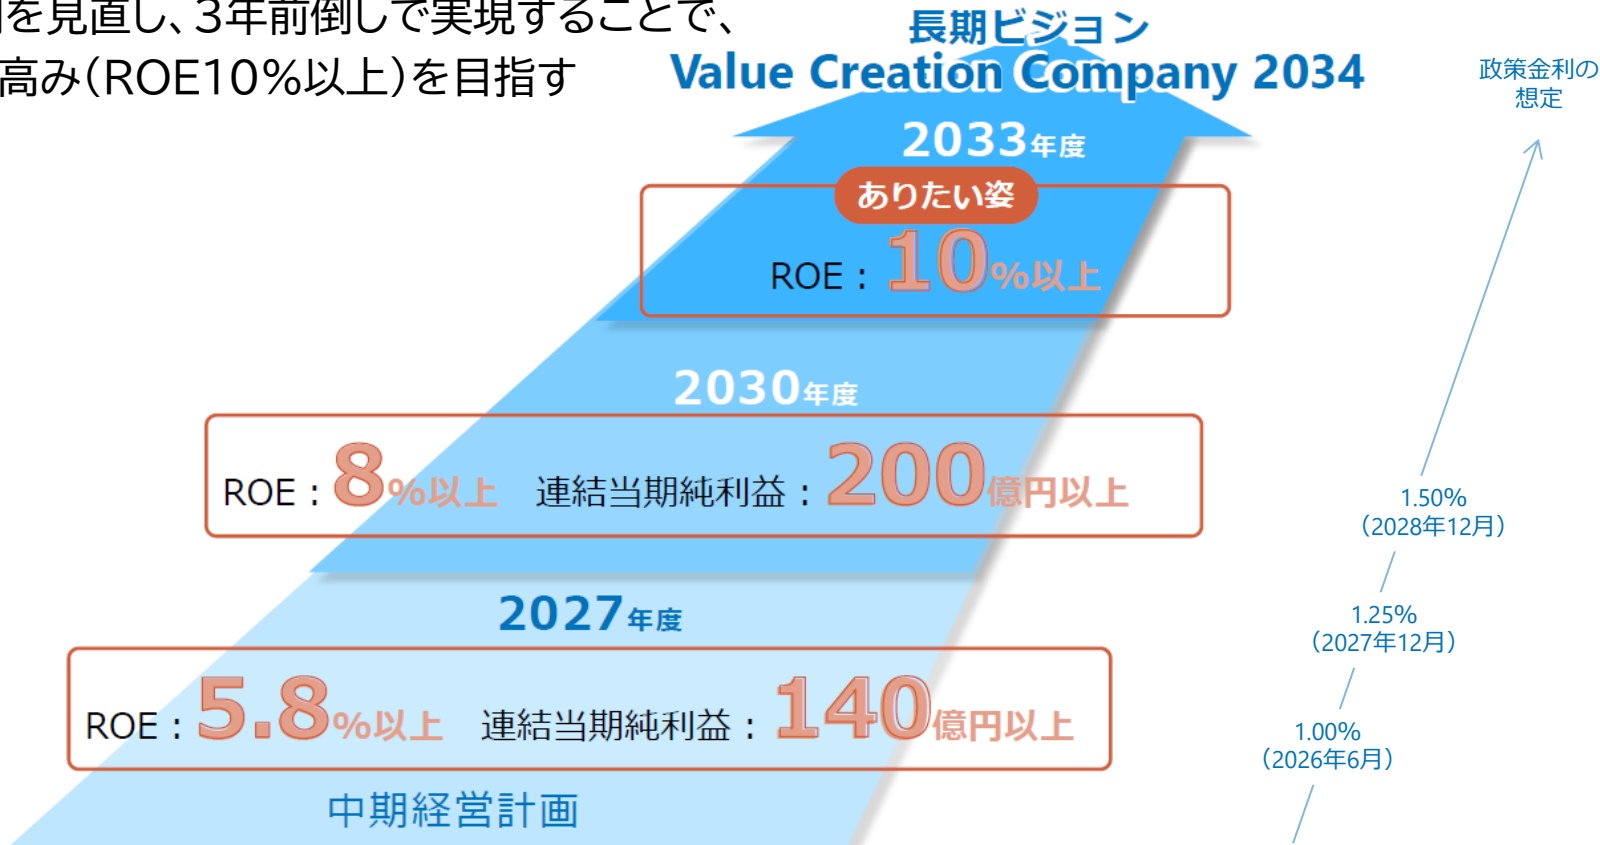 を見直し、３年前倒しで実現することで、
高み（ROE10％以上）を目指す
長期ビジョン
Value Creation Company 2034
政策金利の
想定
2033年度
ありたい姿
ROE：10%以上
2030年度
ROE：8%以上　連結当期純利益：200億円以上
1.50%
（2028年12月）
2027年度
1.25%
（2027年12月）
ROE：5.8%以上　連結当期純利益：140億円以上
1.00%
（2026年6月）
中期経営計画